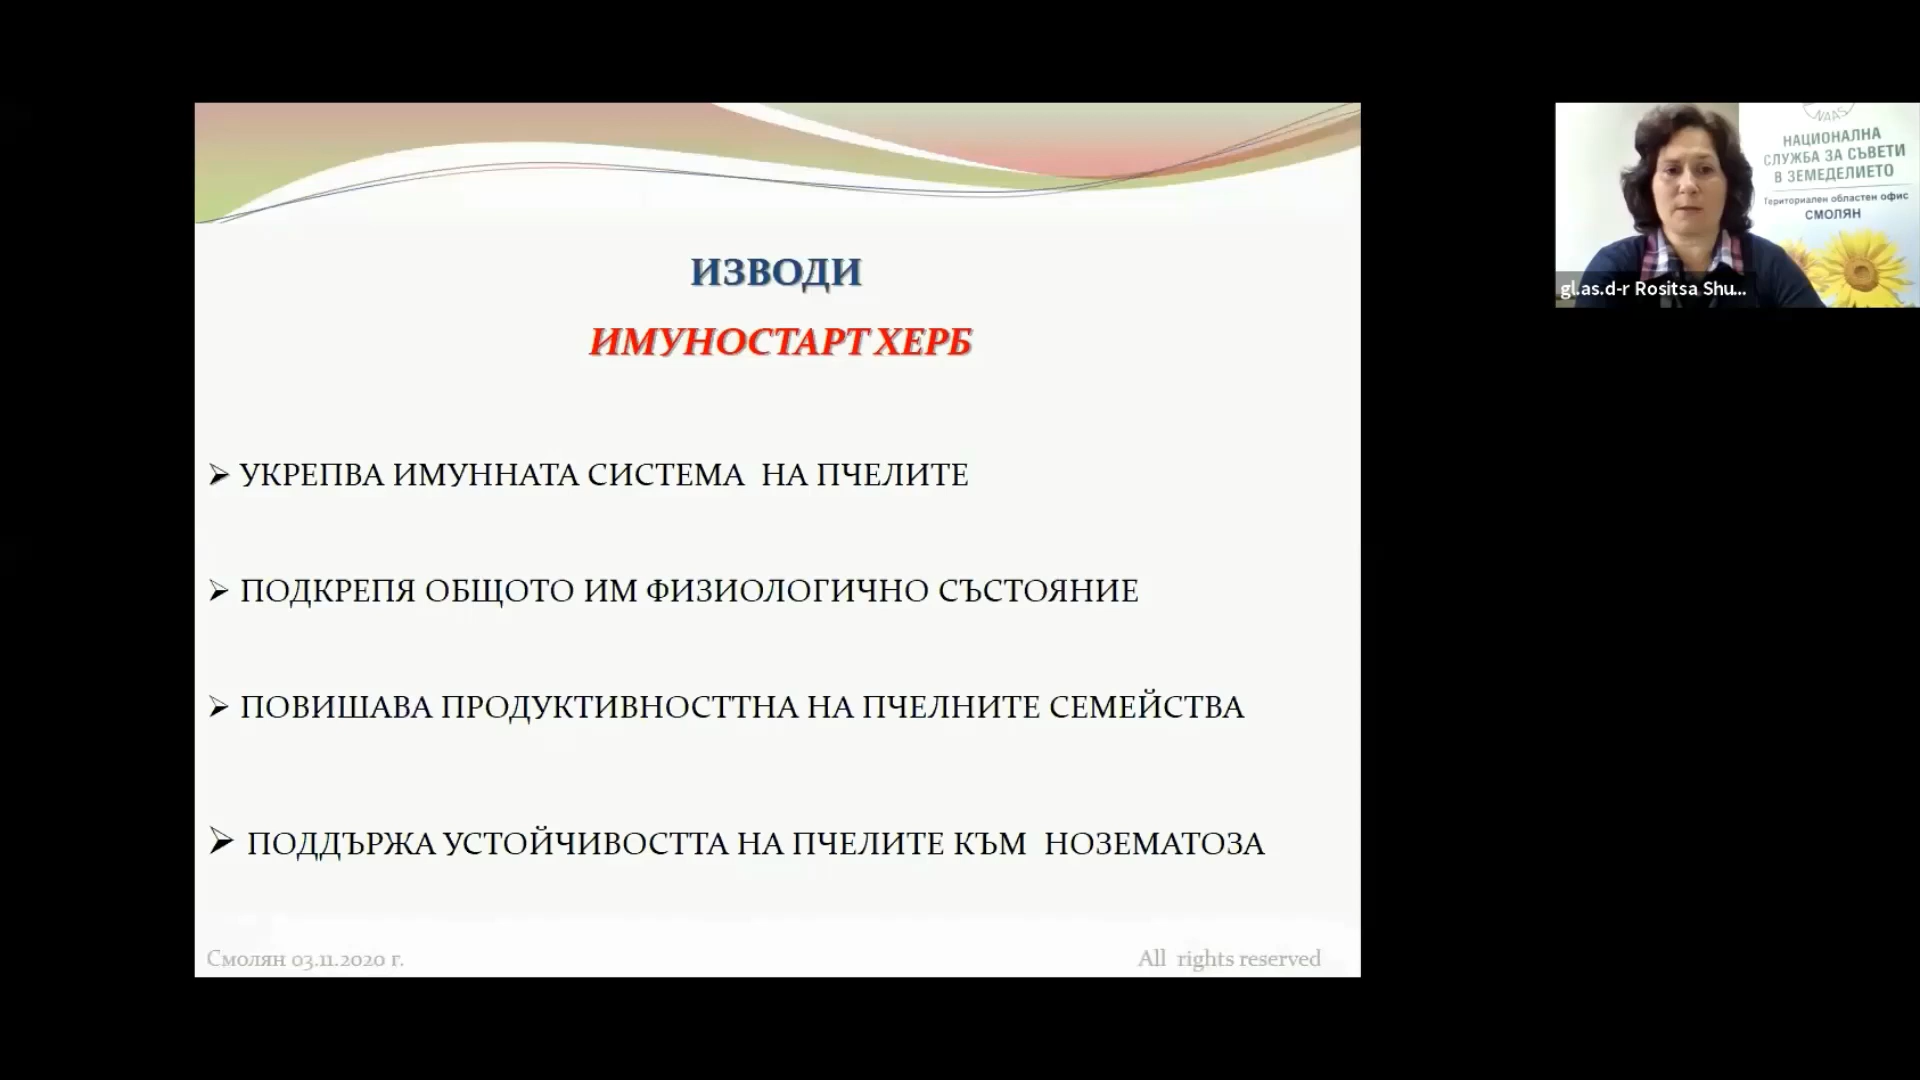 ИЗВОДИ
ИМУНОСТАРТ ХЕРБ
➢ УКРЕПВА ИМУННАТА СИСТЕМА НА ПЧЕЛИТЕ
➢ ПОДКРЕПЯ ОБЩОТО ИМ ФИЗИОЛОГИЧНО СЪСТОЯНИЕ
➢ ПОВИШАВА ПРОДУКТИВНОСТТНА НА ПЧЕЛНИТЕ СЕМЕЙСТВА
➢ ПОДДЪРЖА УСТОЙЧИВОСТТА НА ПЧЕЛИТЕ КЪМ НОЗЕМАТОЗА
Смолян 03.11.2020 г.
All rights reserved
NAAS
НАЦИОНАЛНА
СЛУЖБА ЗА СЪВЕТИ
В ЗЕМЕДЕЛИЕТО
Териториален областен офис
СМОЛЯН
gl.as.d-r Rositsa Shu...